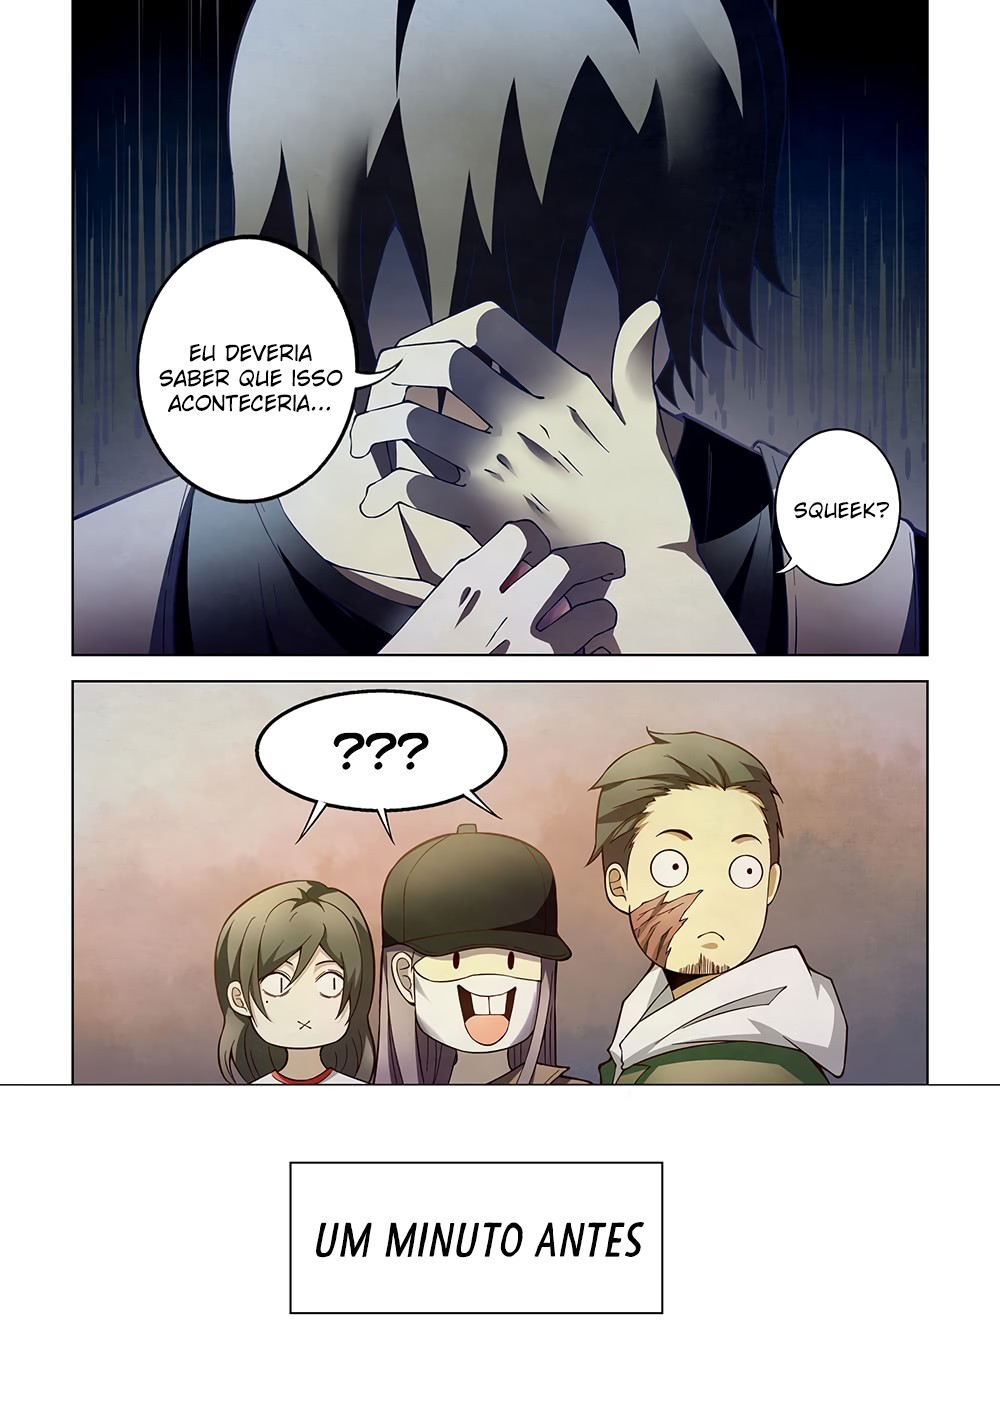 EU DEVERIA
SABER QUE ISSO
ACONTECERIA...
SQUEEK?
???
UM MINUTO ANTES